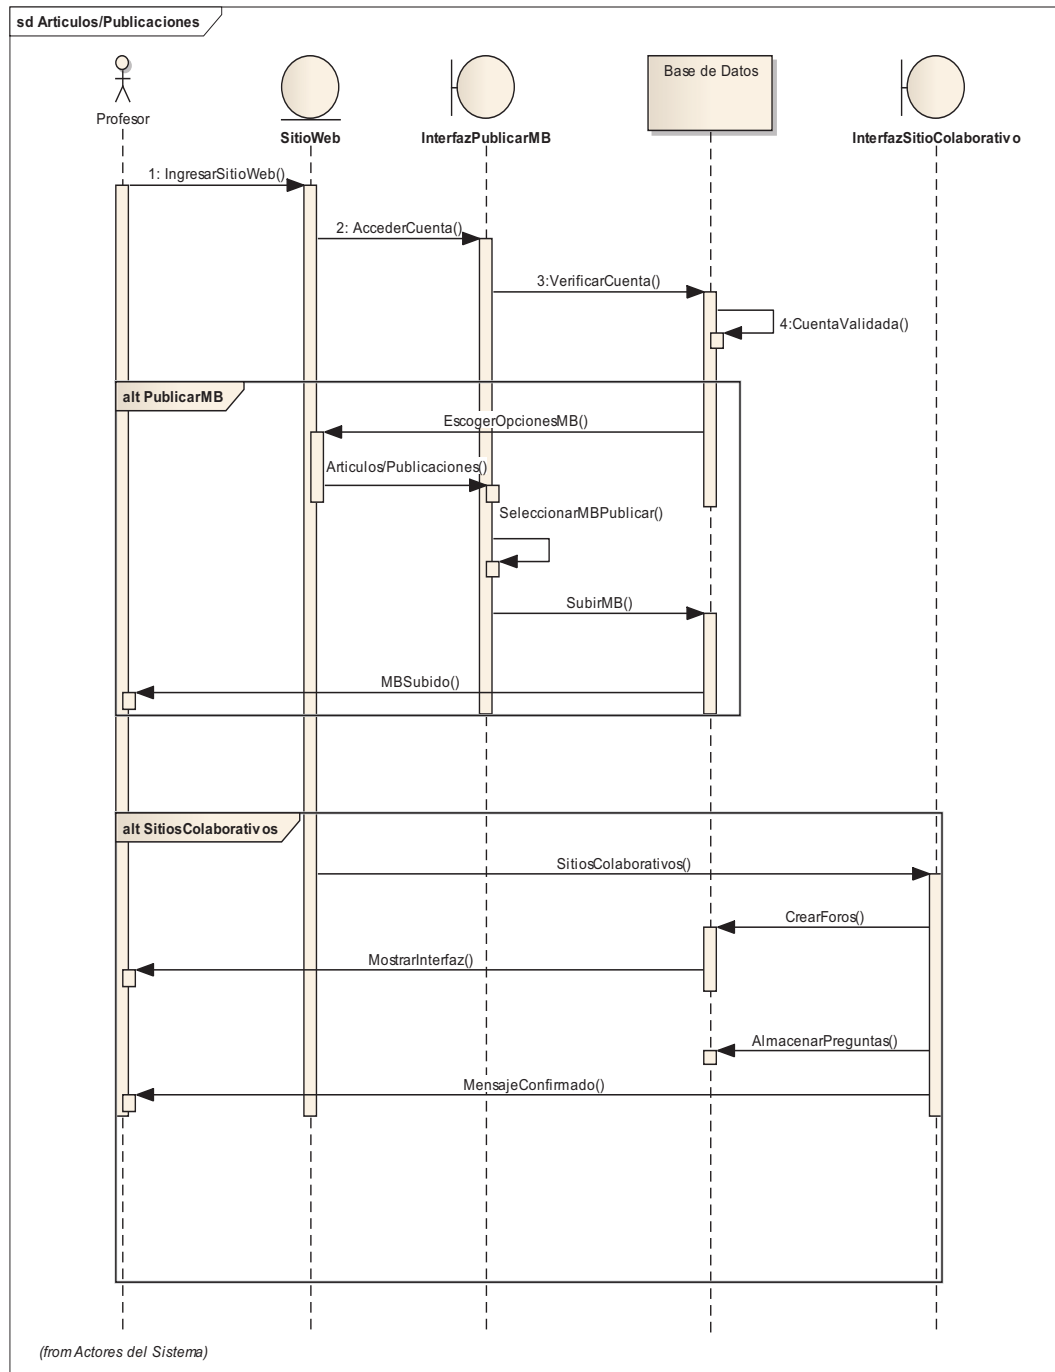 sd Articulos/Publicaciones
Profesor
SitioWeb
InterfazPublicarMB
Base de Datos
InterfazSitioColaborativo
1: IngresarSitioWeb()
2: AccederCuenta()
3:VerificarCuenta()
4:CuentaValidada()
alt PublicarMB
EscogerOpcionesMB()
Articulos/Publicaciones()
SeleccionarMBPublicar()
SubirMB()
MBSubido()
alt SitiosColaborativos
SitiosColaborativos()
CrearForos()
MostrarInterfaz()
AlmacenarPreguntas()
MensajeConfirmado()
(from Actores del Sistema)